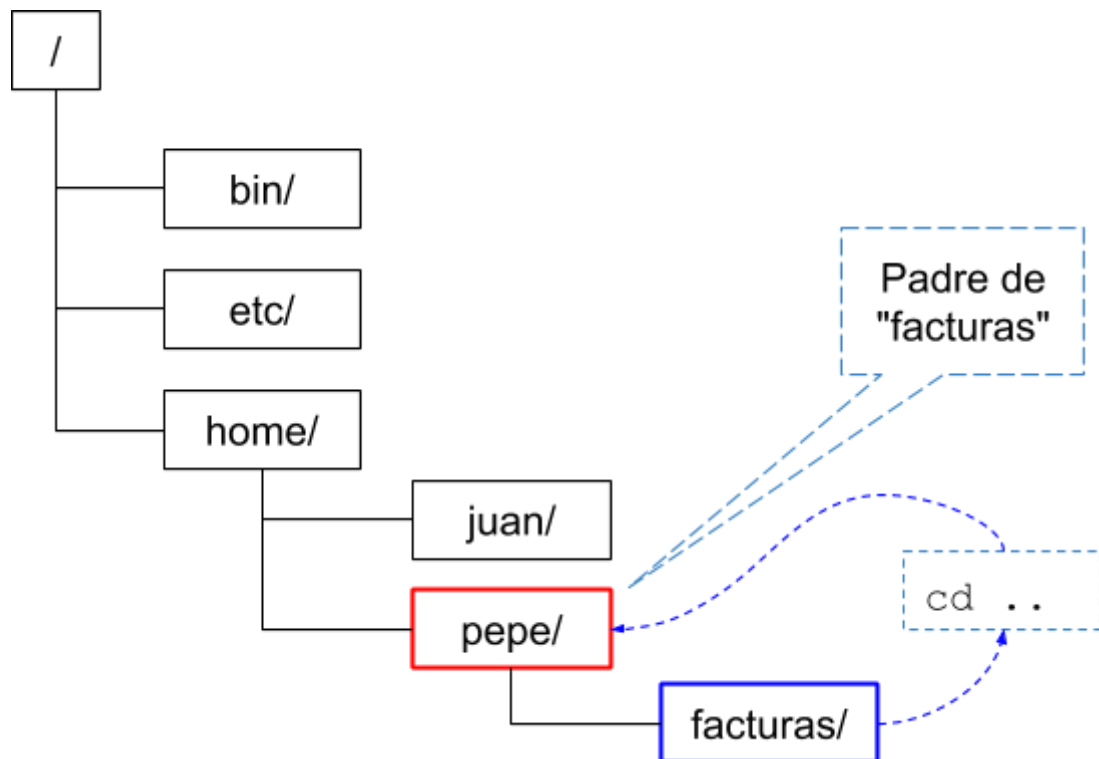 /
bin/
etc/
Padre de
"facturas"
home/
juan/
cd ..
pepe/
facturas/